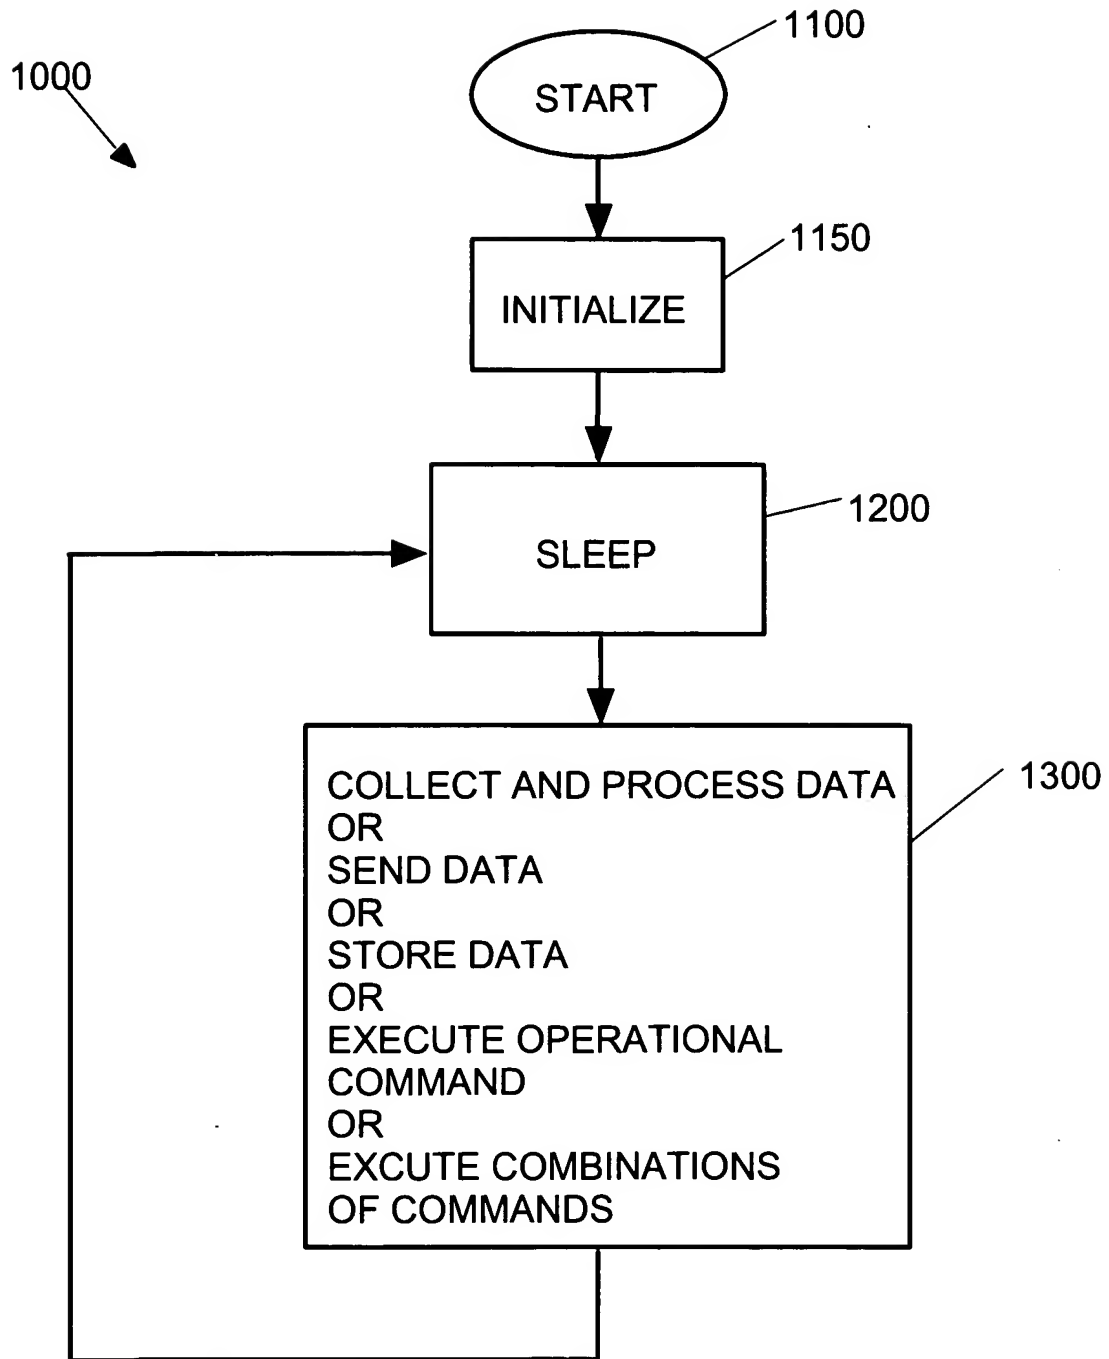 1100
1000
START
1150
INITIALIZE
1200
SLEEP
1300
COLLECT AND PROCESS DATA
OR
SEND DATA
OR
STORE DATA
OR
EXECUTE OPERATIONAL
COMMAND
OR
EXCUTE COMBINATIONS
OF COMMANDS